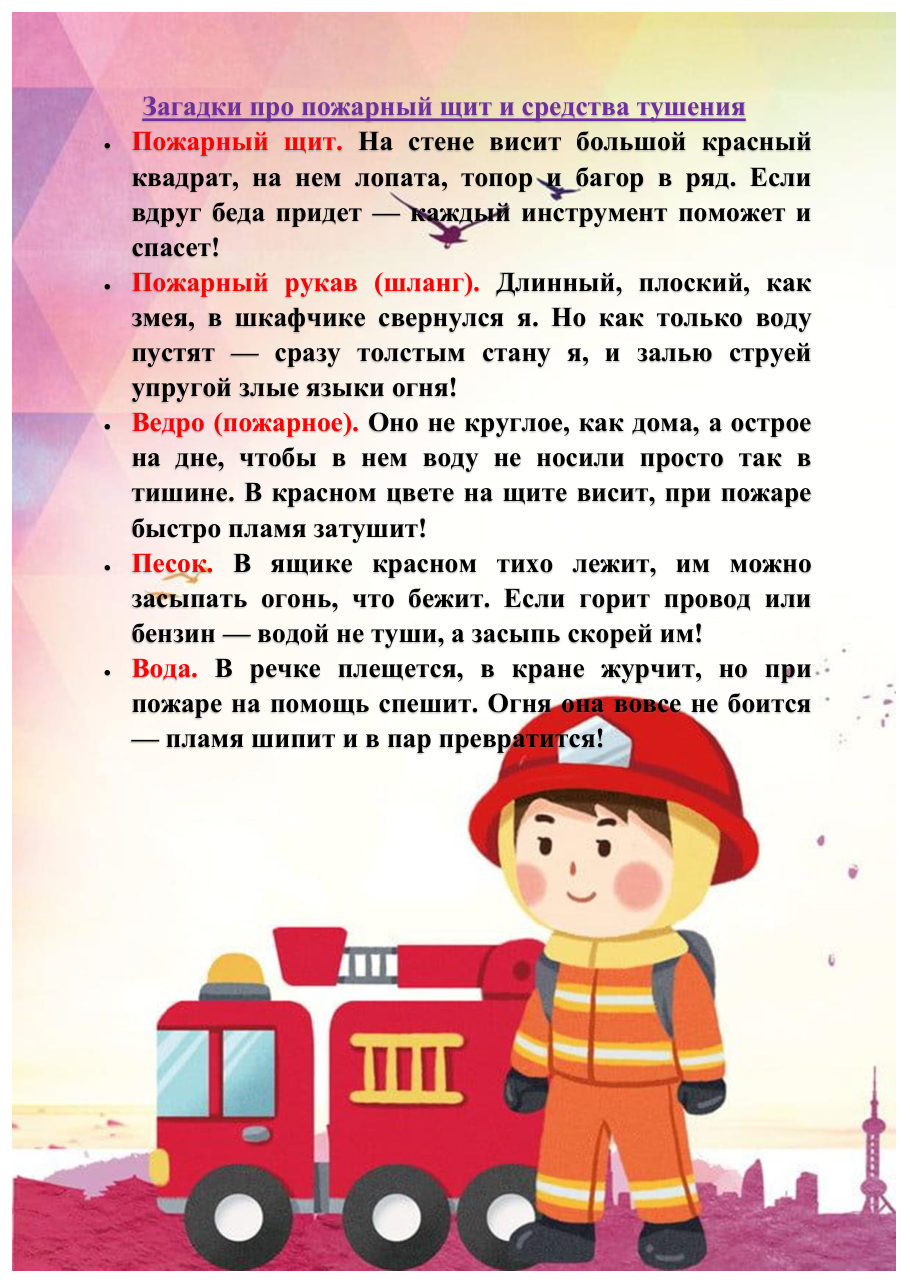 Загадки про пожарный щит и средства тушения
• Пожарный щит. На стене висит большой красный
квадрат, на нем лопата, топор и багор в ряд. Если
вдруг беда придет — каждый инструмент поможет и
спасет!
• Пожарный рукав (шланг). Длинный, плоский, как
змея, в шкафчике свернулся я. Но как только воду
пустят — сразу толстым стану я, и залью струей
упругой злые языки огня!
• Ведро (пожарное). Оно не круглое, как дома, а острое
на дне, чтобы в нем воду не носили просто так в
тишине. В красном цвете на щите висит, при пожаре
быстро пламя затушит!
• Песок. В ящике красном тихо лежит, им можно
засыпать огонь, что бежит. Если горит провод или
бензин — водой не туши, а засыпь скорей им!
• Вода. В речке плещется, в кране журчит, но при
пожаре на помощь спешит. Огня она вовсе не боится
— пламя шипит и в пар превратится!